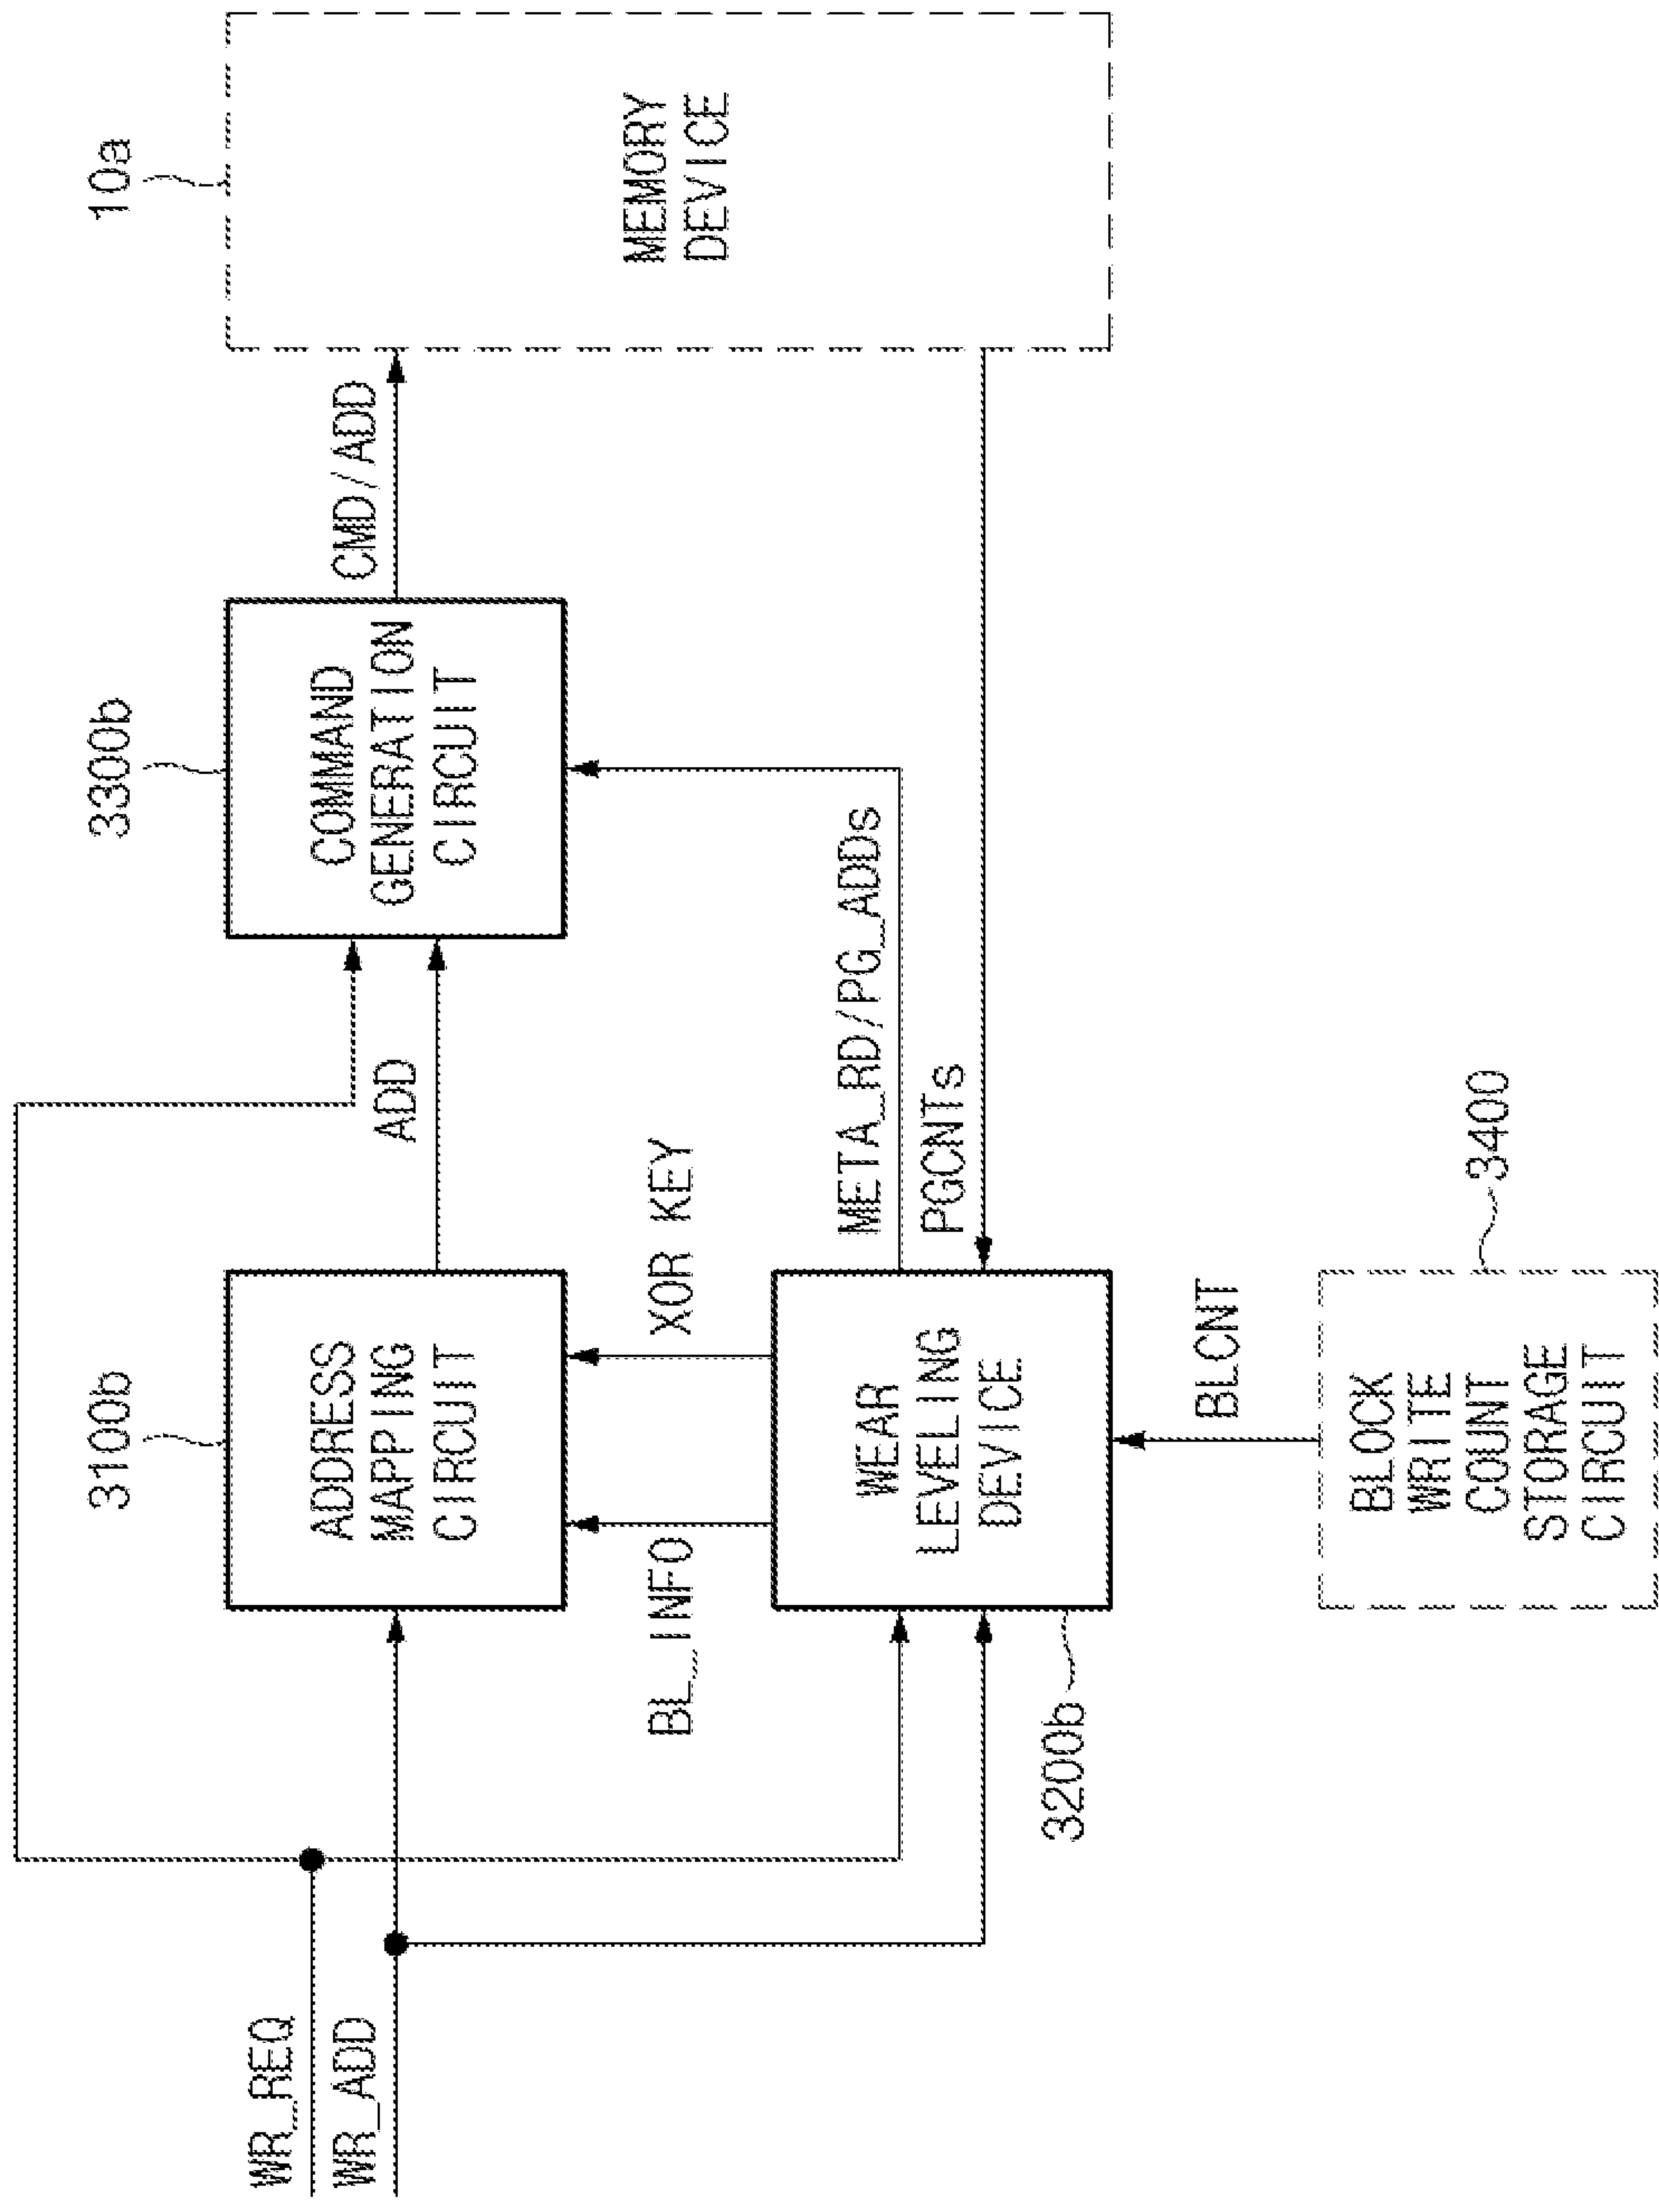 WR_REQ
WR_ADD
3100b
ADDRESS
MAPPING
CIRCUIT
ADD
3300b
COMMAND
GENERATION
CIRCUIT
CMD/ADD
10a
MEMORY
DEVICE
BL_INFO
XOR KEY
3200b
WEAR
LEVELING
DEVICE
META_RD/PG_ADDs
PGCNTs
BLCNT
BLOCK
WRITE
COUNT
STORAGE
CIRCUIT
3400